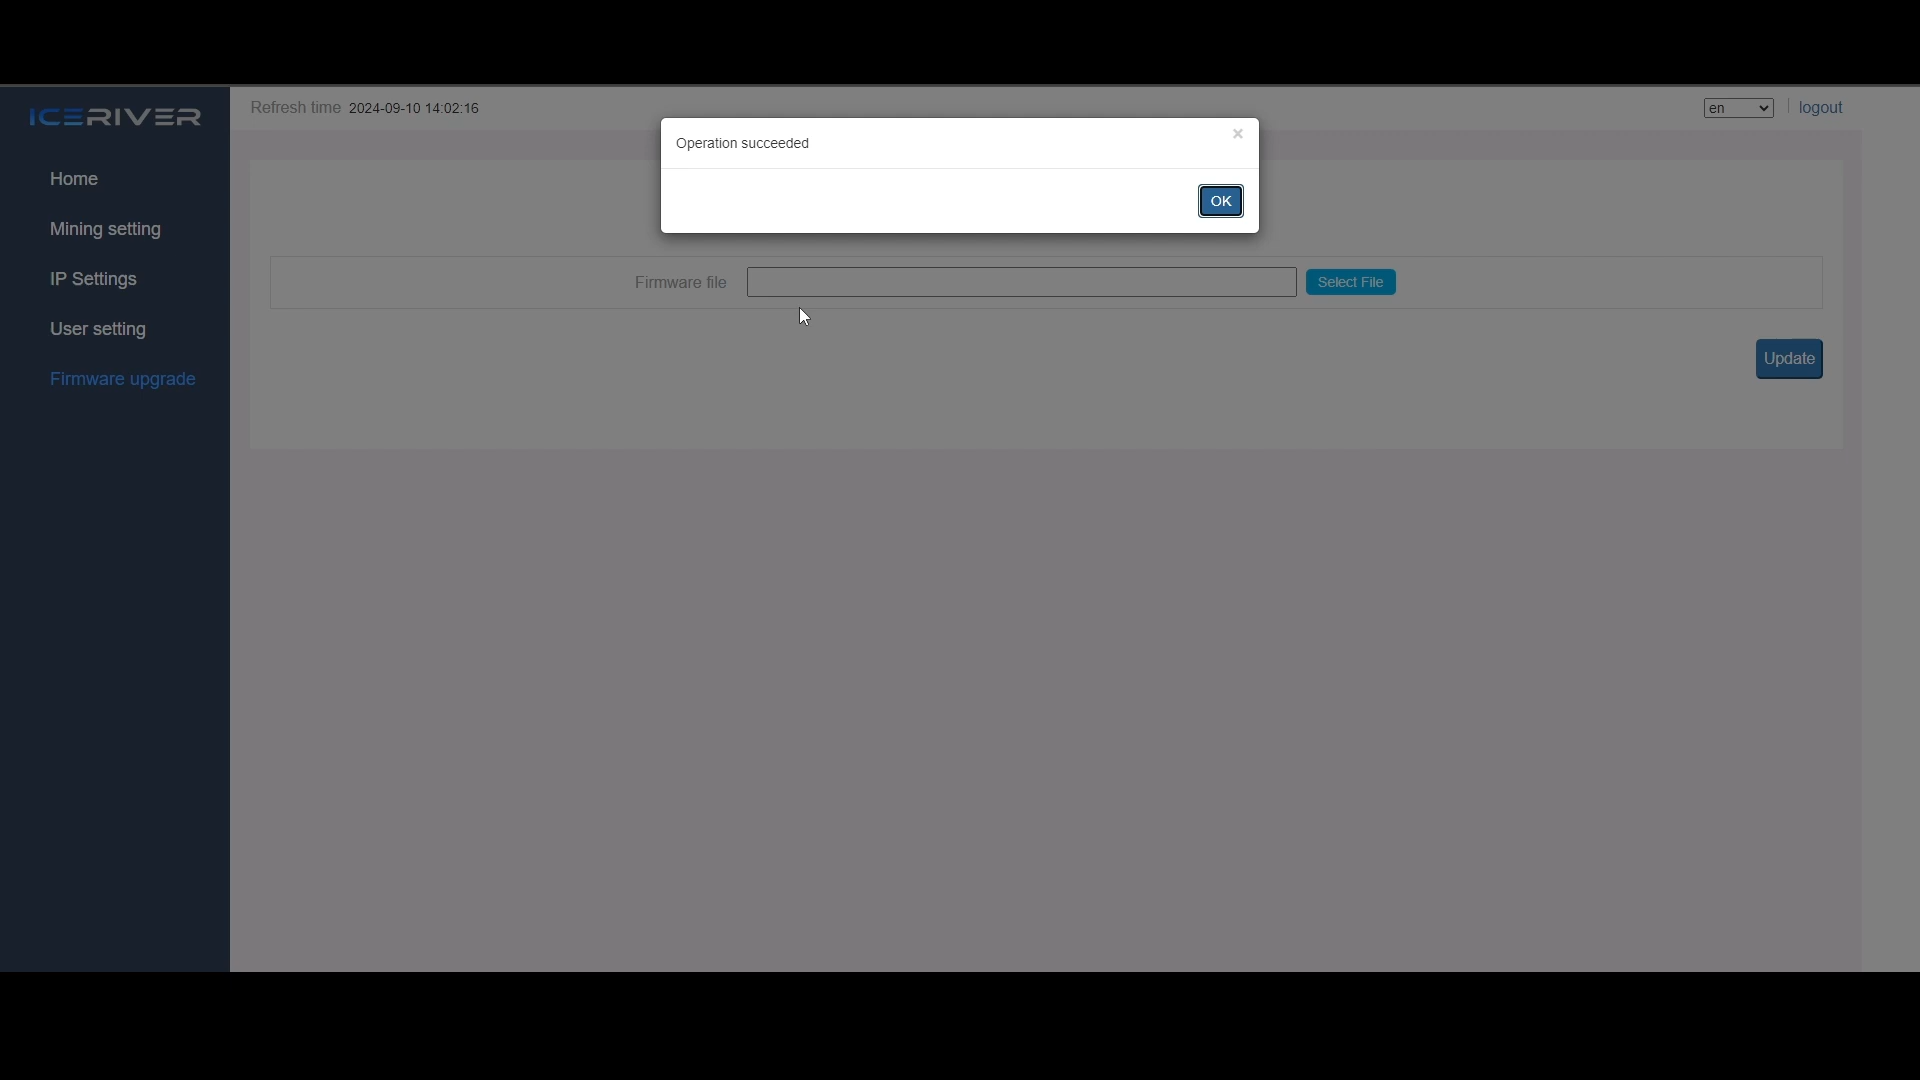 ICERIVER
Refresh time 2024-09-10 14:02:16
en
logout
Operation succeeded
×
OK
Home
Mining setting
IP Settings
User setting
Firmware upgrade
Firmware file
Select File
Update